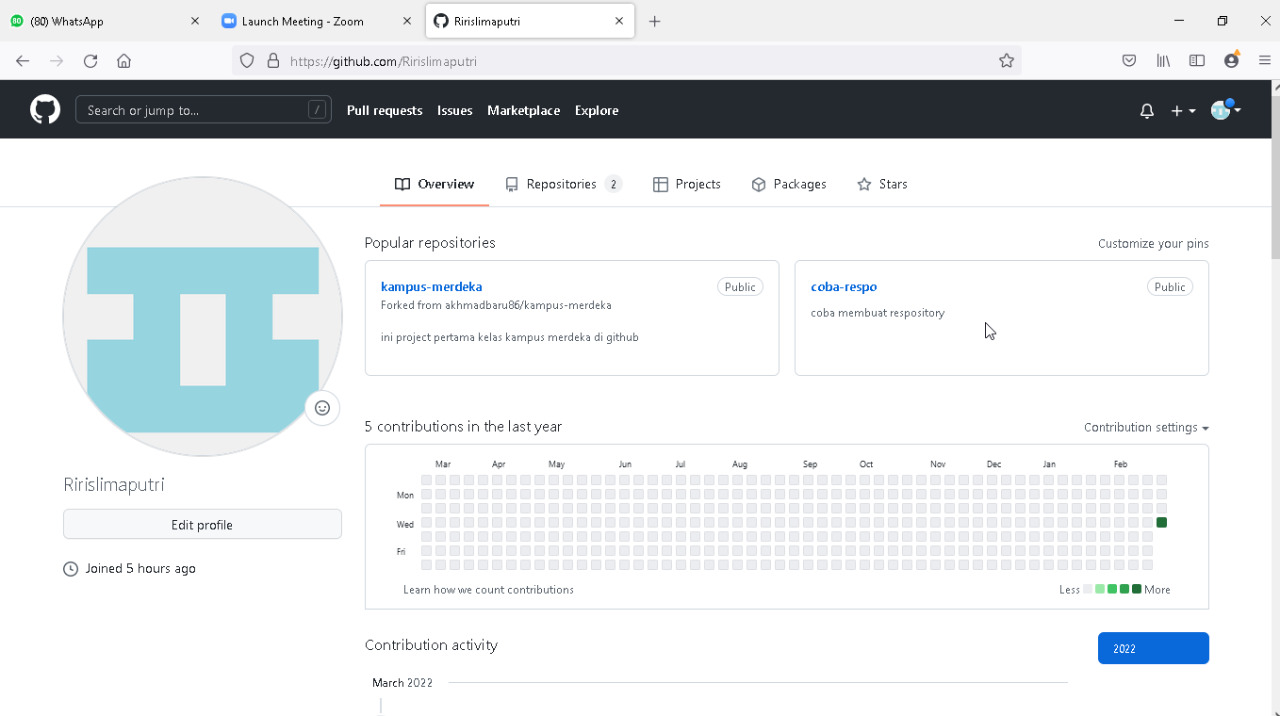 (80) WhatsApp
Launch Meeting - Zoom
Ririslimaputri
https://github.com/Ririslimaputri
Search or jump to...
/
Pull requests
Issues
Marketplace
Explore
Overview
Repositories 2
Projects
Packages
Stars
Popular repositories
Customize your pins
kampus-merdeka
Public
Forked from akhmadbaru86/kampus-merdeka
ini project pertama kelas kampus merdeka di github
coba-respo
Public
coba membuat respository
5 contributions in the last year
Contribution settings
Mar Apr May Jun Jul Aug Sep Oct Nov Dec Jan Feb
Mon
Wed
Fri
Learn how we count contributions
Less
More
Ririslimaputri
Edit profile
Joined 5 hours ago
Contribution activity
2022
March 2022